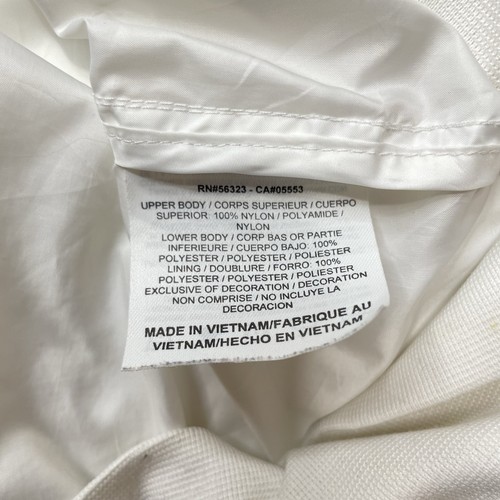 RN#56323 - CA#05553
UPPER BODY / CORPS SUPERIEUR / CUERPO
SUPERIOR: 100% NYLON / POLYAMIDE /
NYLON
LOWER BODY / CORP BAS OR PARTIE
INFERIEURE / CUERPO BAJO: 100%
POLYESTER / POLYESTER / POLIESTER
LINING / DOUBLURE / FORRO: 100%
POLYESTER / POLYESTER / POLIESTER
EXCLUSIVE OF DECORATION / DECORATION
NON COMPRISE / NO INCLUYE LA
DECORACION
MADE IN VIETNAM/FABRIQUE AU
VIETNAM/HECHO EN VIETNAM